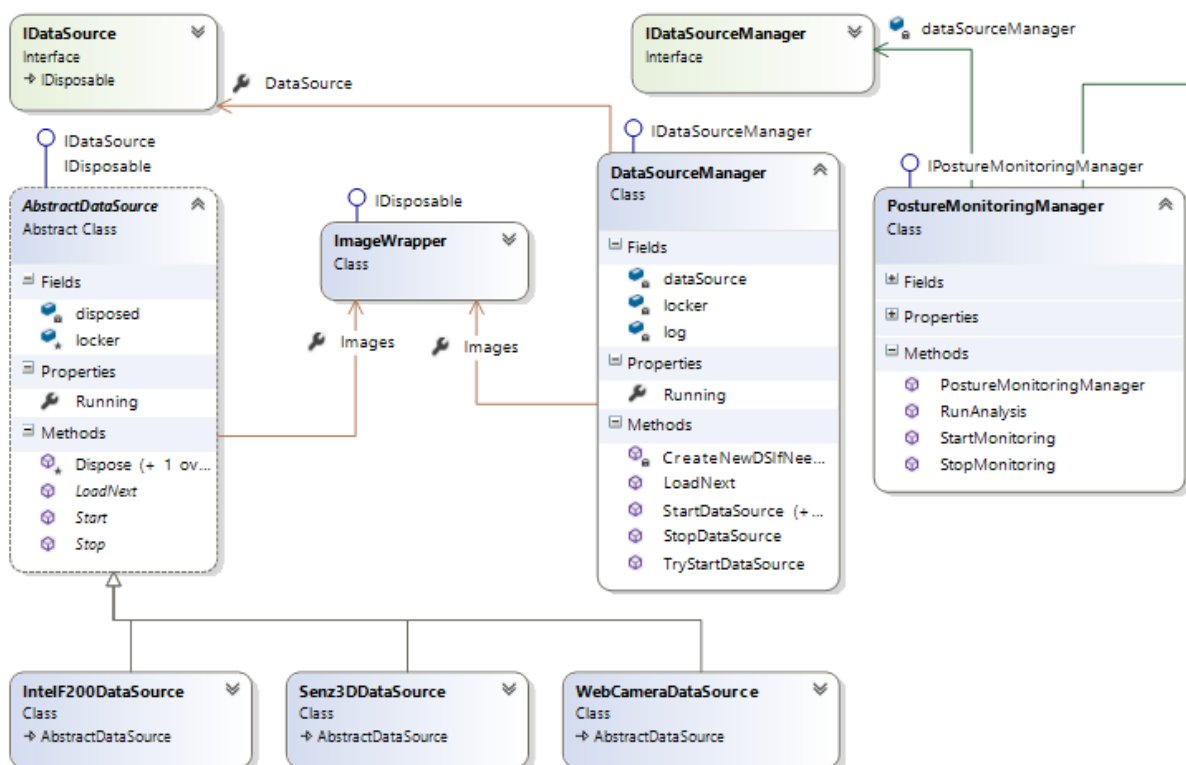 IDataSource
Interface
IDisposable
DataSource
IDataSourceManager
Interface
dataSourceManager
IDataSource
IDisposable
AbstractDataSource
Abstract Class
Fields
disposed
locker
Properties
Running
Methods
Dispose (+ 1 ov...
LoadNext
Start
Stop
IDisposable
ImageWrapper
Class
Images
Images
IDataSourceManager
DataSourceManager
Class
Fields
dataSource
locker
log
Properties
Running
Methods
CreateNewDSIfNee...
LoadNext
StartDataSource (+...
StopDataSource
TryStartDataSource
IPostureMonitoringManager
PostureMonitoringManager
Class
Fields
Properties
Methods
PostureMonitoringManager
RunAnalysis
StartMonitoring
StopMonitoring
IntelF200DataSource
Class
AbstractDataSource
Senz3DDataSource
Class
AbstractDataSource
WebCameraDataSource
Class
AbstractDataSource